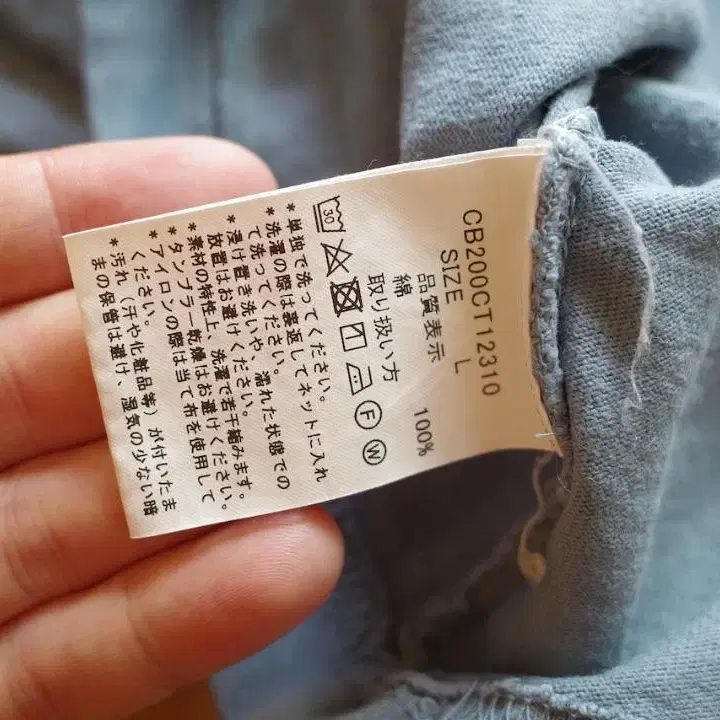 CB200CT12310
SIZE L
品質表示
綿 100%
取り扱い方
30
F W
*単独で洗ってください。
*洗濯の際は裏返してネットに入れ
て洗ってください。
*浸け置き洗いや、濡れた状態での
放置はお避けください。
*素材の特性上、洗濯で若干縮みます。
*タンブラー乾燥はお避けください。
*アイロンの際は当て布を使用して
ください。
*汚れ（汗や化粧品等）が付いたま
まの保管は避け、湿気の少ない暗